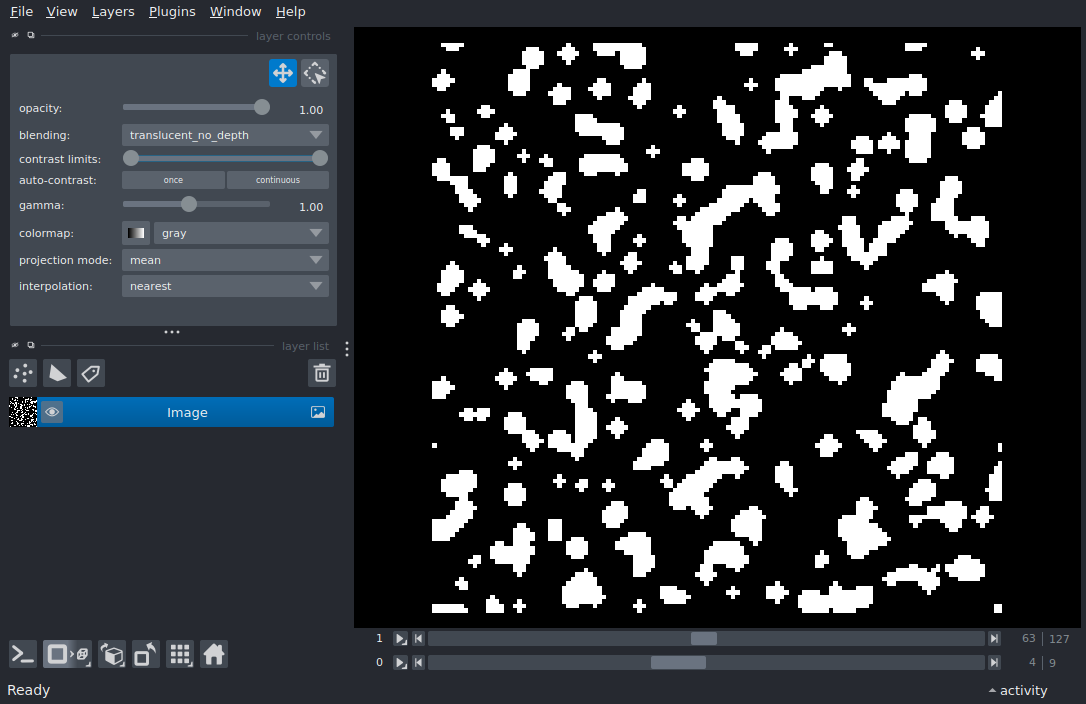 File View Layers Plugins Window Help
layer controls
opacity: 1.00
blending: translucent_no_depth
contrast limits:
auto-contrast: once continuous
gamma: 1.00
colormap: gray
projection mode: mean
interpolation: nearest
layer list
Image
1 63 127
0 4 9
Ready activity